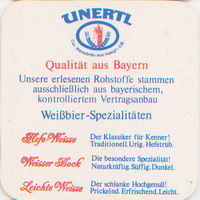 UNERTL
Qualität aus Bayern
Unsere erlesenen Rohstoffe stammen
ausschließlich aus bayerischem,
kontrolliertem Vertragsanbau
Weißbier-Spezialitäten
Hefe-Weisse
Der Klassiker für Kenner!
Traditionell. Urig. Hefetrüb.
Weisser Bock
Die besondere Spezialität!
Naturkräftig. Süffig. Dunkel.
Leichte Weisse
Der schlanke Hochgenuß!
Prickelnd. Erfrischend. Leicht.